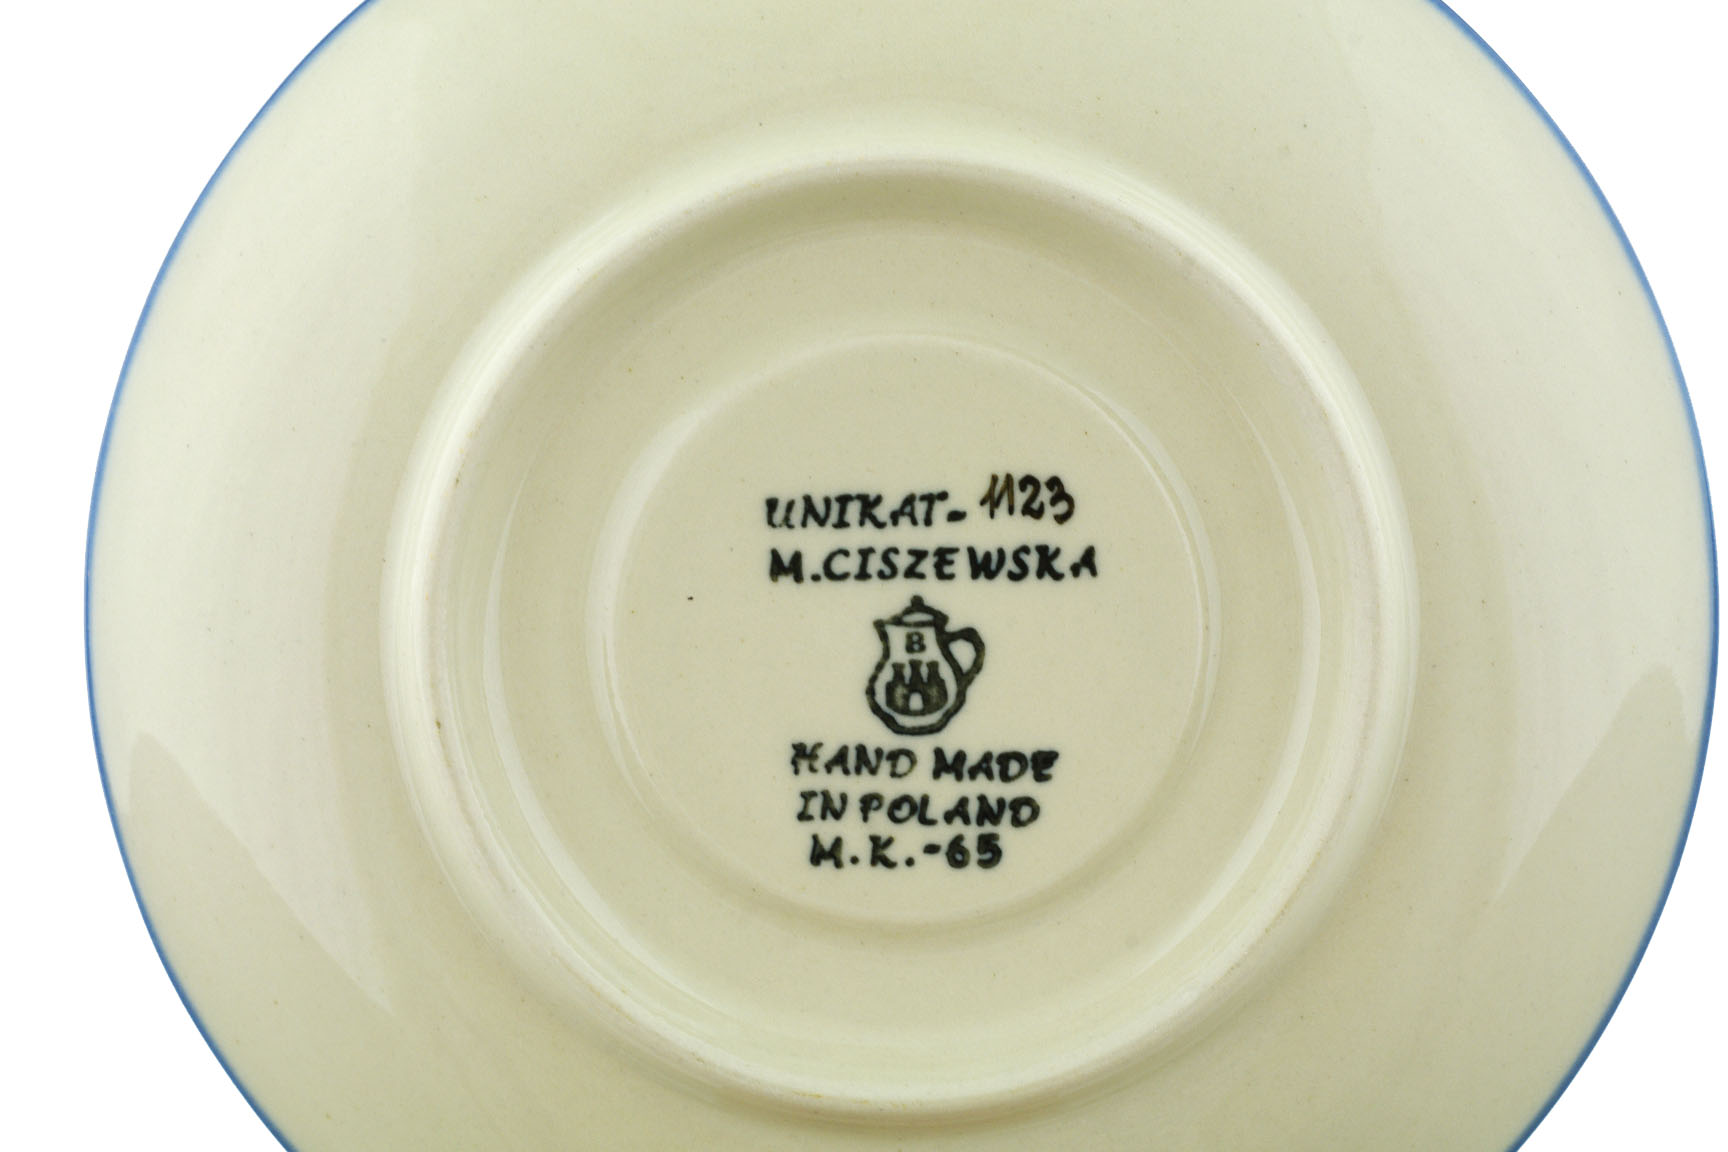 UNIKAT- 1123
M.CISZEWSKA
B
HAND MADE
IN POLAND
M.K.-65